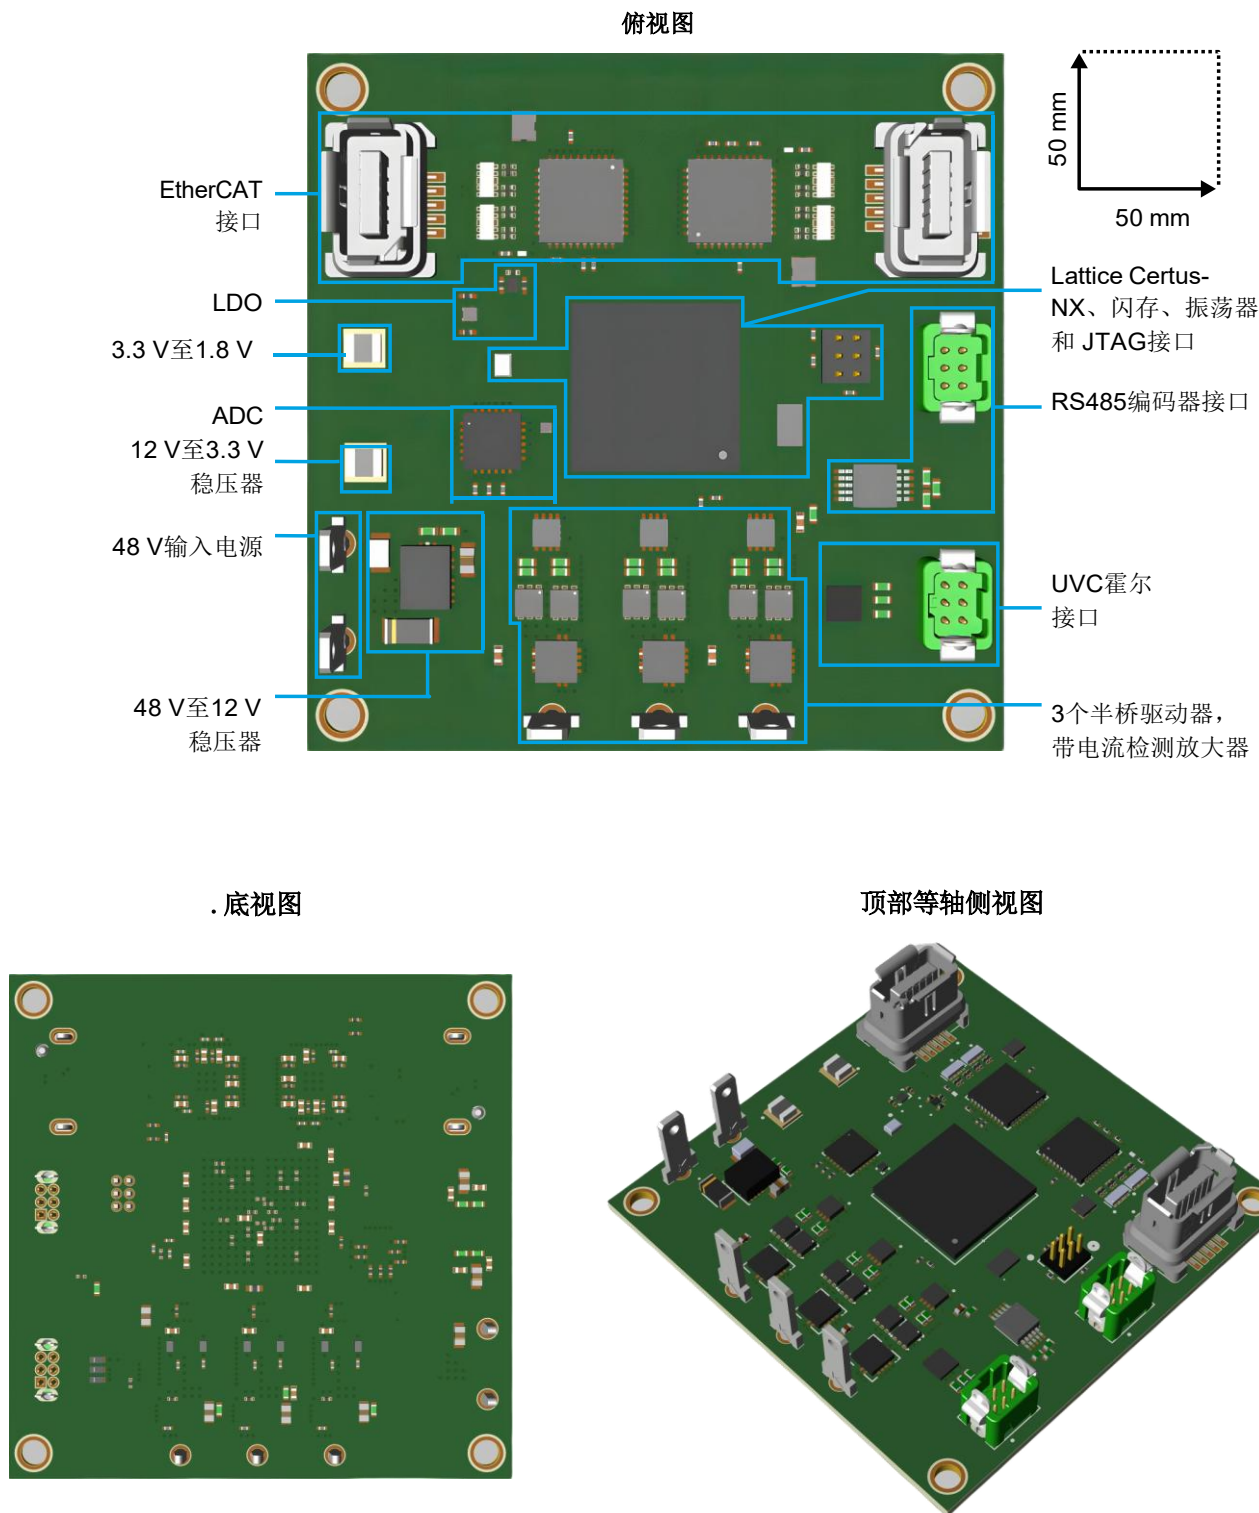 俯视图
50 mm
50 mm
EtherCAT
接口
LDO
3.3 V至1.8 V
ADC
12 V至3.3 V
稳压器
48 V输入电源
48 V至12 V
稳压器
Lattice Certus-
NX、闪存、振荡器
和 JTAG接口
RS485编码器接口
UVC霍尔
接口
3个半桥驱动器，
带电流检测放大器
. 底视图
顶部等轴侧视图